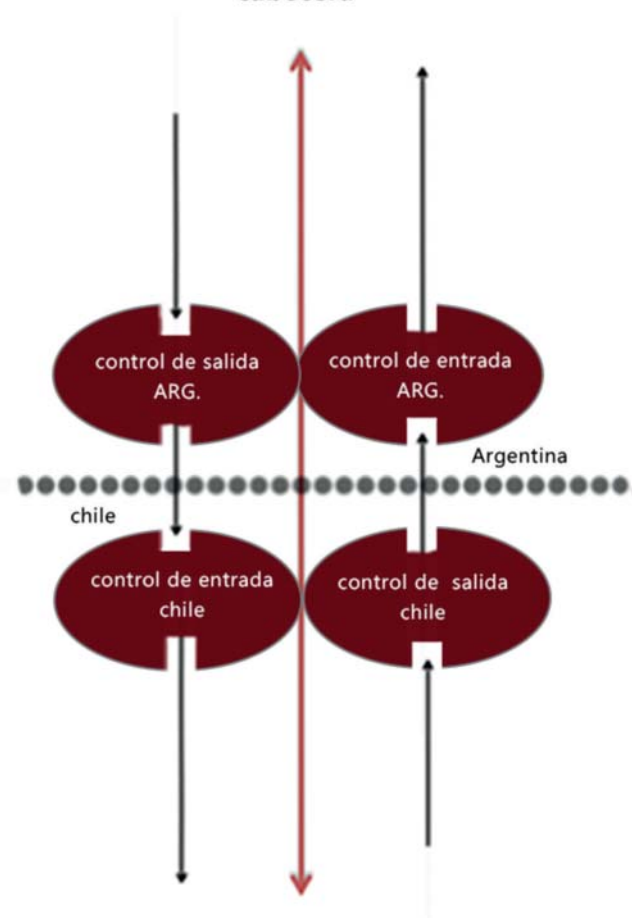 control de salida
ARG.
control de entrada
ARG.
Argentina
chile
control de entrada
chile
control de salida
chile